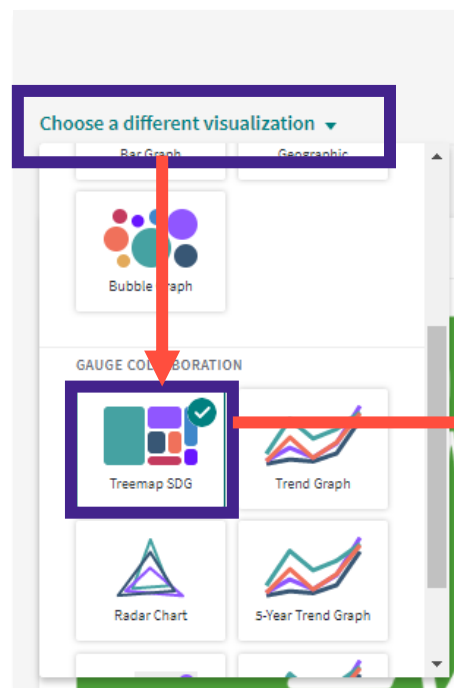 Choose a different visualization
Bar Graph
Geographic
Bubble Graph
GAUGE COLLABORATION
Treemap SDG
Trend Graph
Radar Chart
5-Year Trend Graph